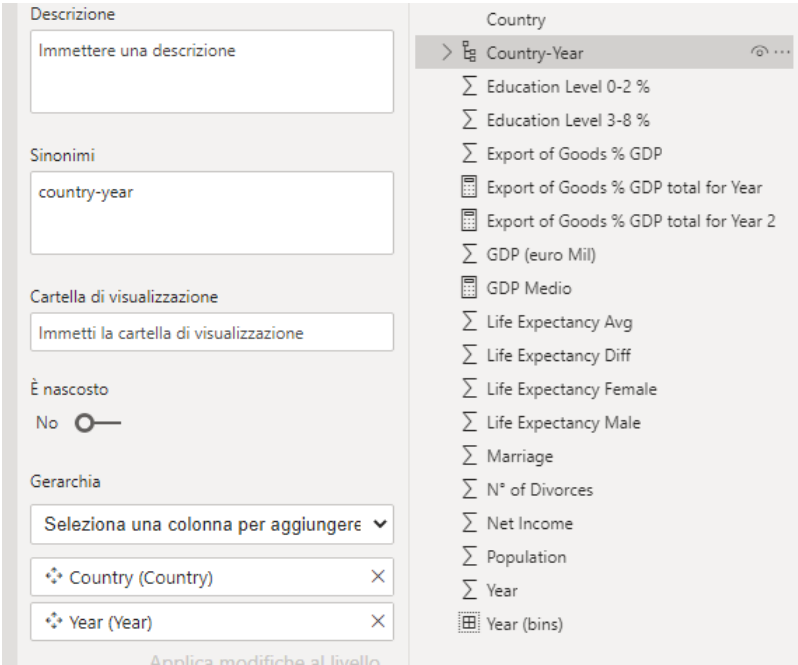 Descrizione
Immettere una descrizione
Sinonimi
country-year
Cartella di visualizzazione
Immetti la cartella di visualizzazione
È nascosto
No
Gerarchia
Seleziona una colonna per aggiungere
Country (Country)
Year (Year)
Applica modifiche al livello
Country
Country-Year
Education Level 0-2 %
Education Level 3-8 %
Export of Goods % GDP
Export of Goods % GDP total for Year
Export of Goods % GDP total for Year 2
GDP (euro Mil)
GDP Medio
Life Expectancy Avg
Life Expectancy Diff
Life Expectancy Female
Life Expectancy Male
Marriage
N° of Divorces
Net Income
Population
Year
Year (bins)